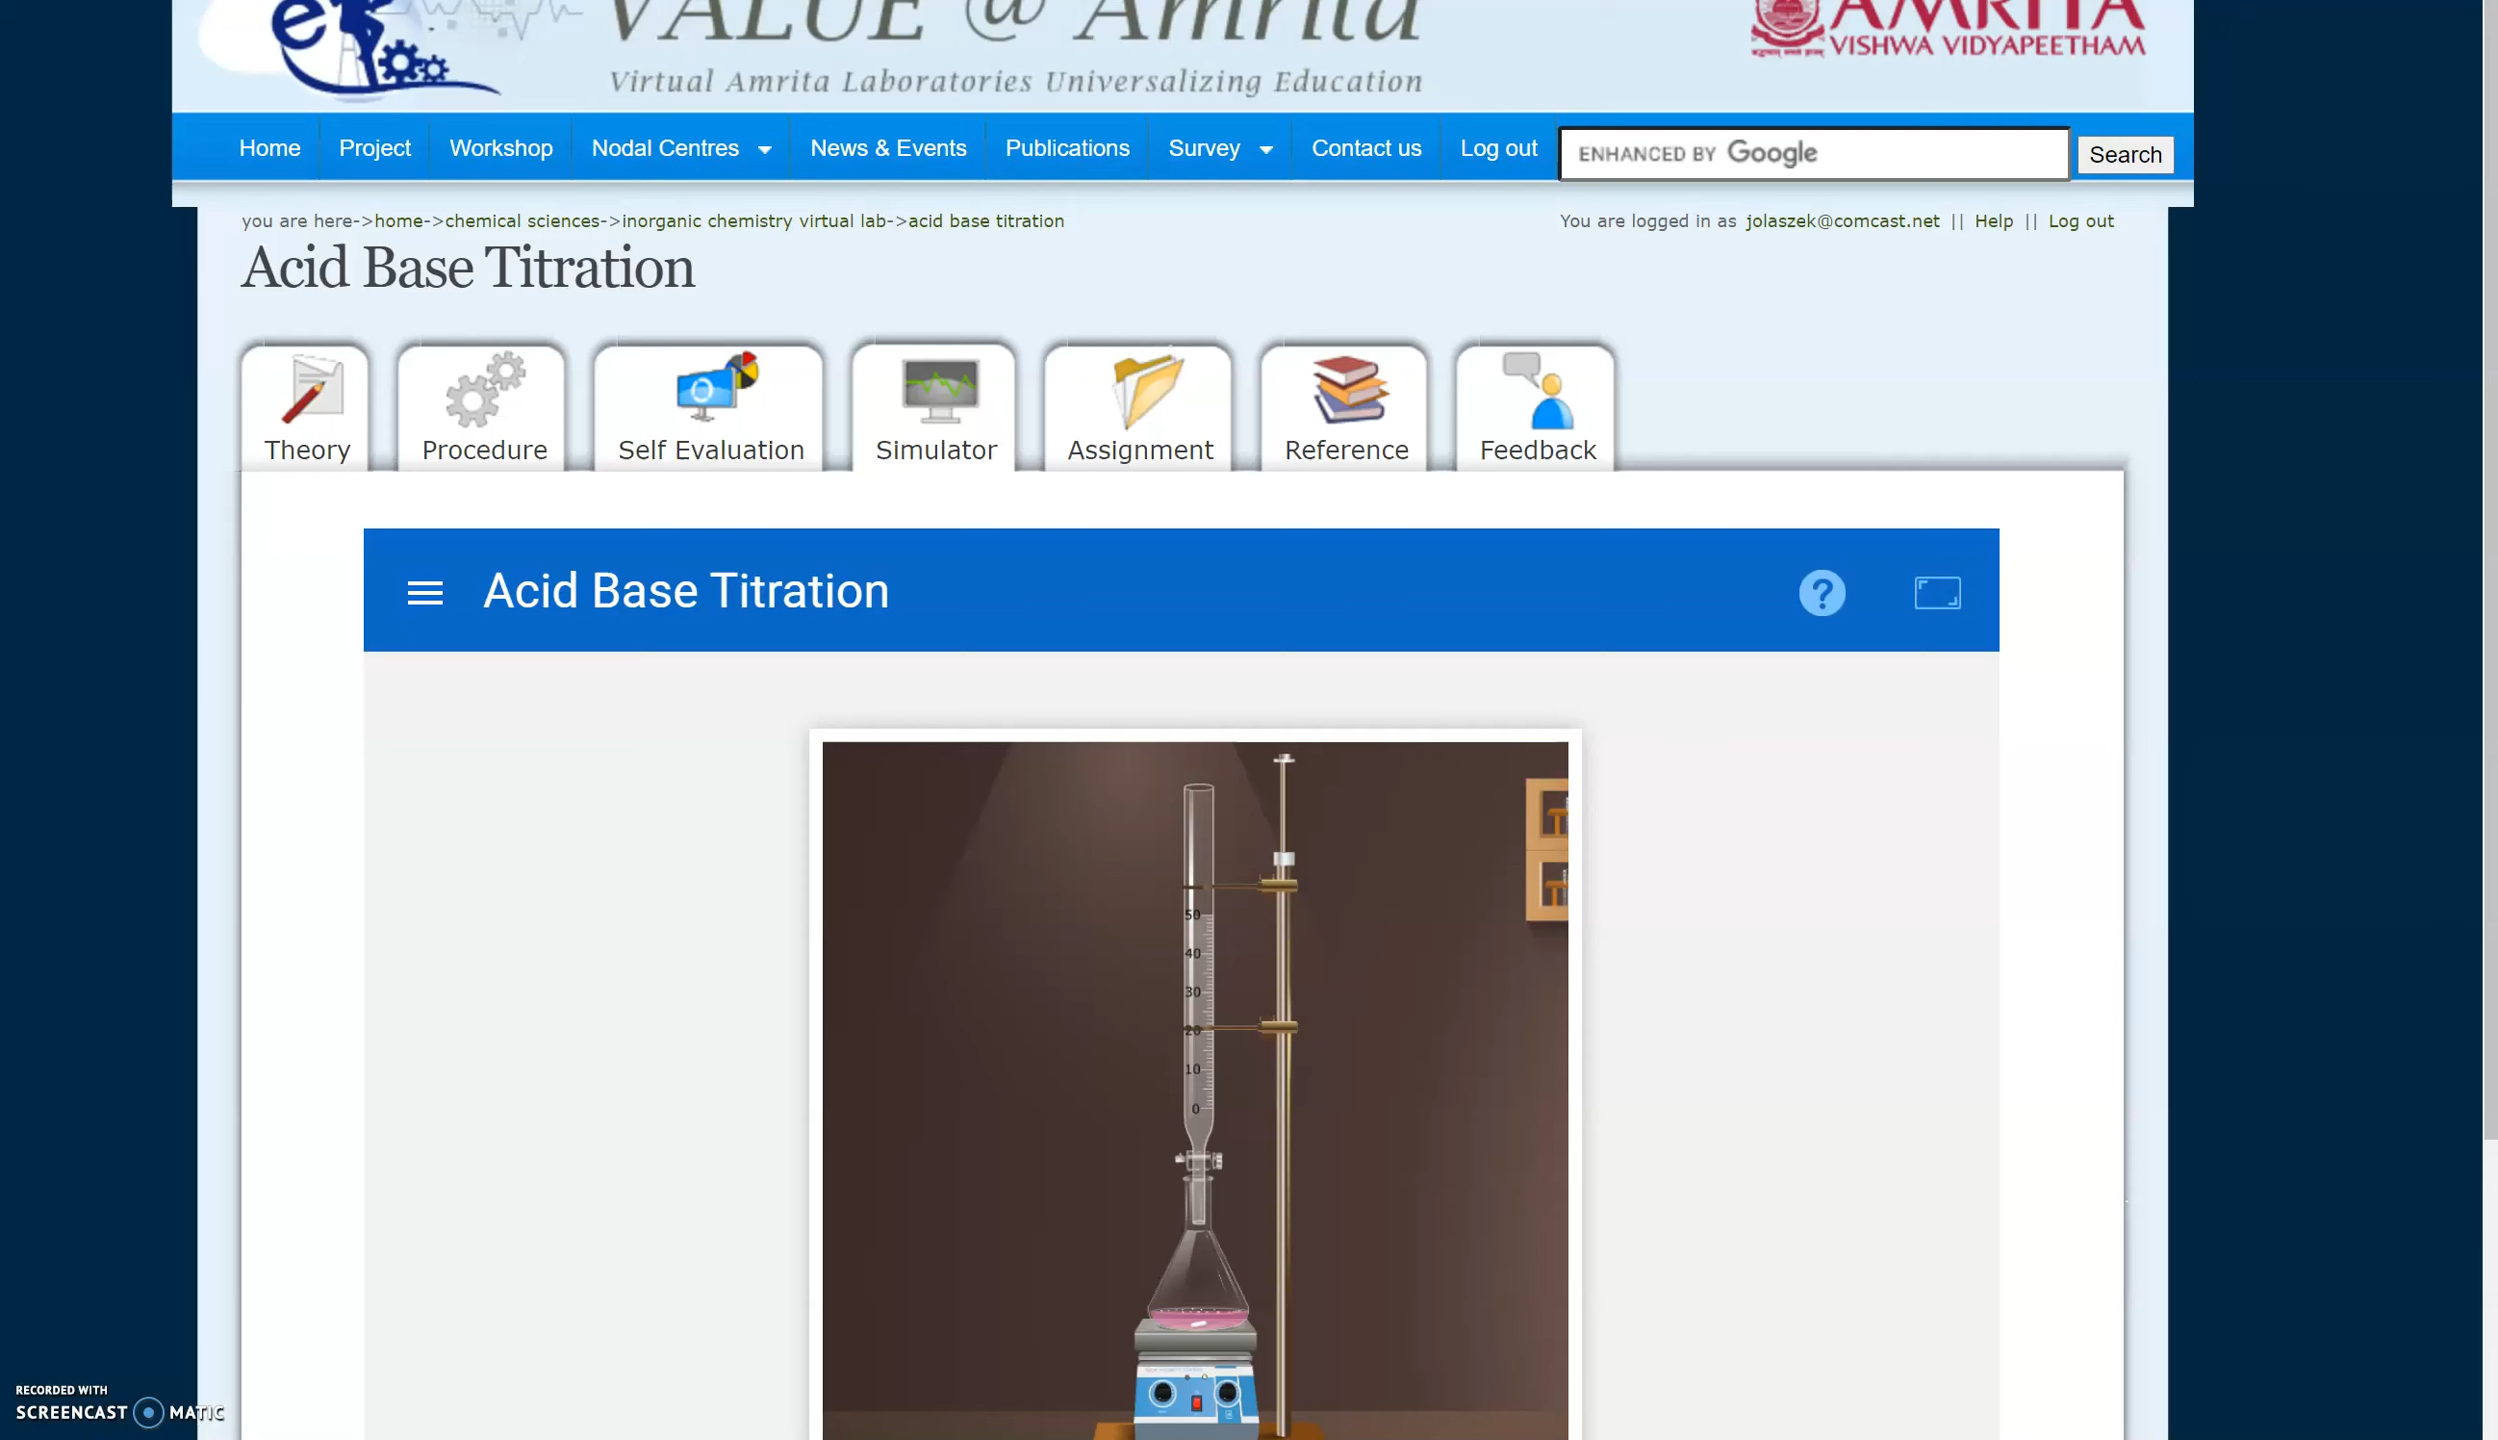 VALUE @ Amrita
Virtual Amrita Laboratories Universalizing Education
AMRITA
VISHWA VIDYAPEETHAM
Home Project Workshop Nodal Centres News & Events Publications Survey Contact us Log out ENHANCED BY Google Search
you are here->home->chemical sciences->inorganic chemistry virtual lab->acid base titration
You are logged in as jolaszek@comcast.net || Help || Log out
Acid Base Titration
Theory Procedure Self Evaluation Simulator Assignment Reference Feedback
Acid Base Titration ?
50
40
30
20
10
0
RECORDED WITH
SCREENCAST MATIC